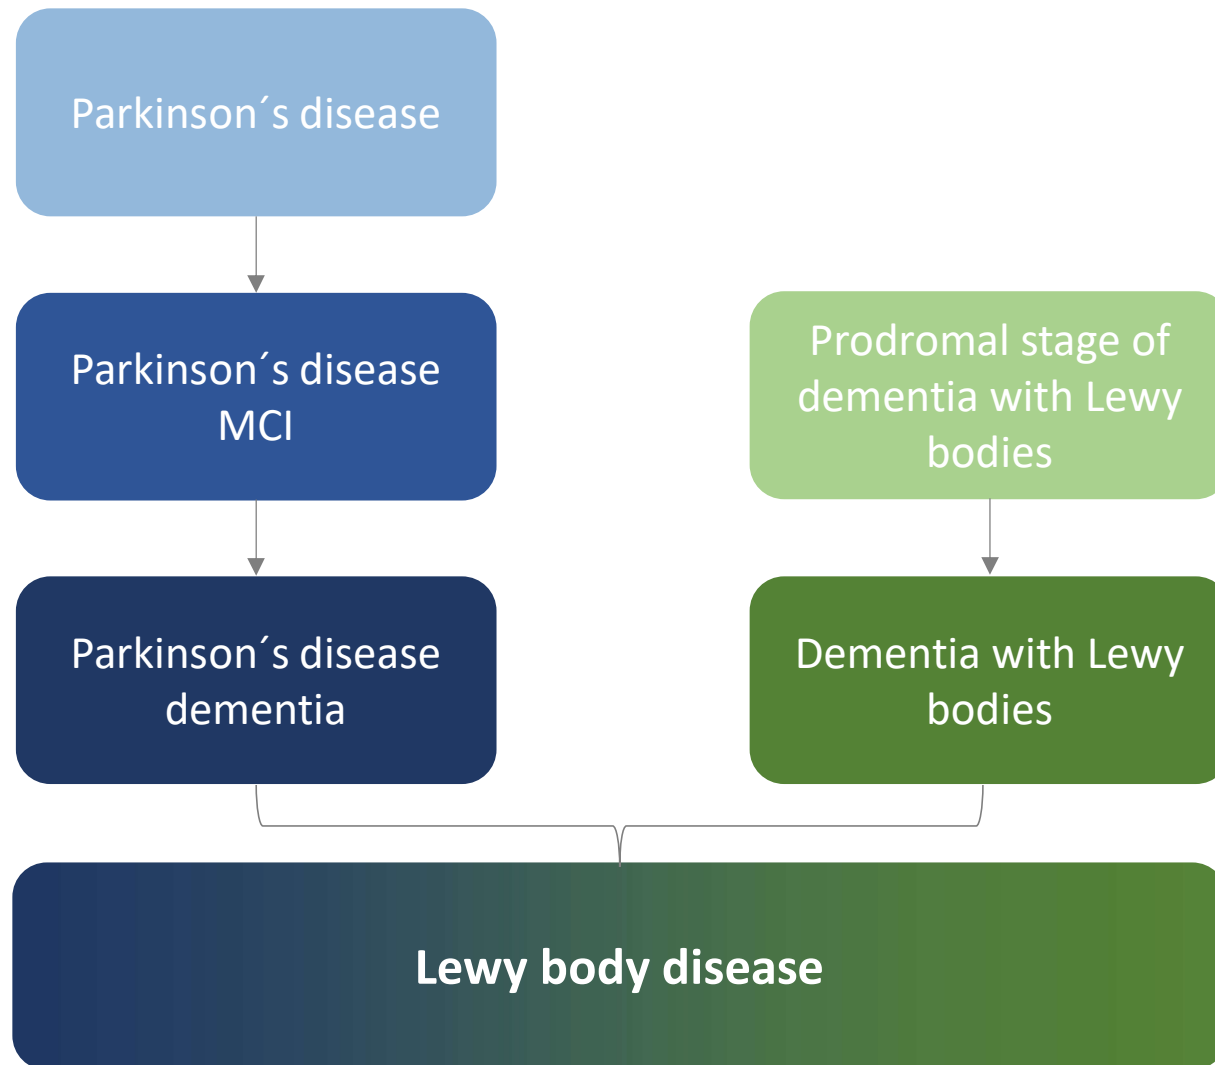 Parkinson´s disease
Parkinson´s disease
MCI
Prodromal stage of
dementia with Lewy
bodies
Parkinson´s disease
dementia
Dementia with Lewy
bodies
Lewy body disease